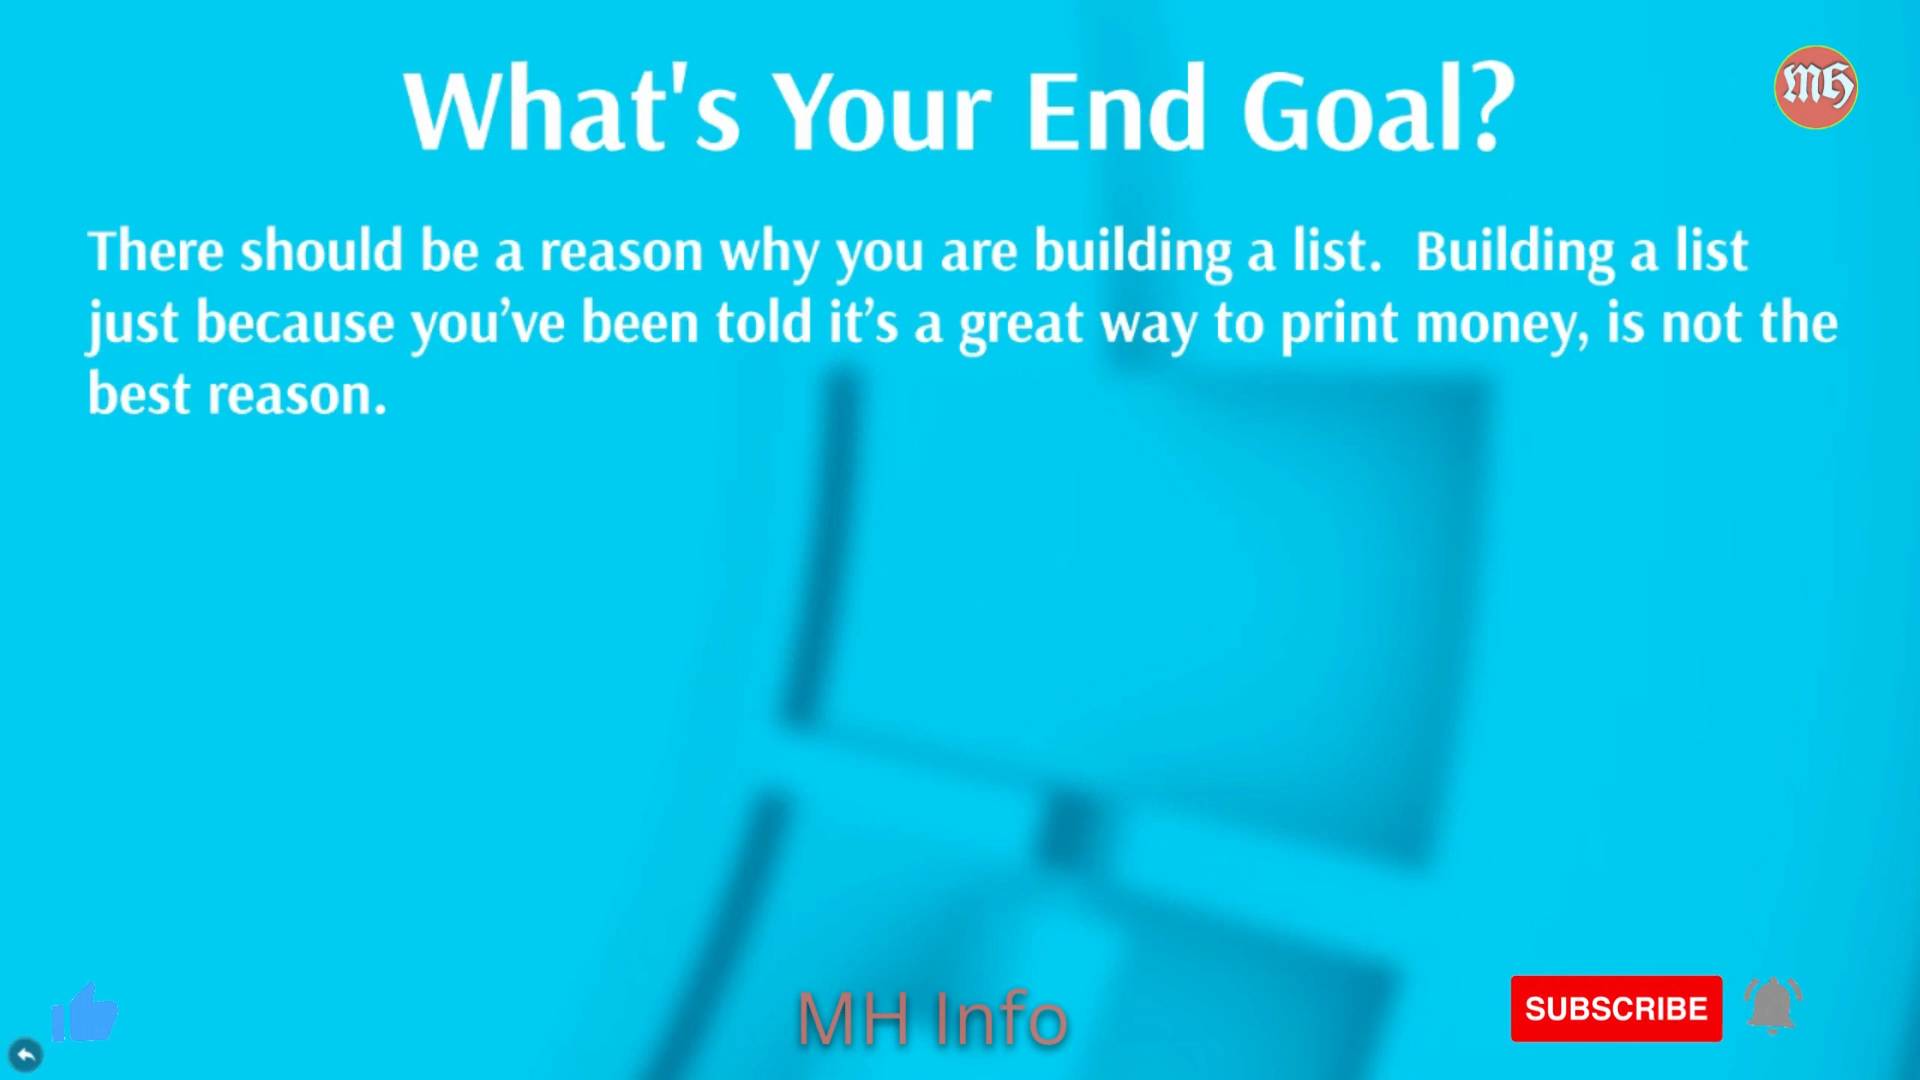 What's Your End Goal?
MH
There should be a reason why you are building a list.  Building a list
just because you’ve been told it’s a great way to print money, is not the
best reason.
MH Info
SUBSCRIBE